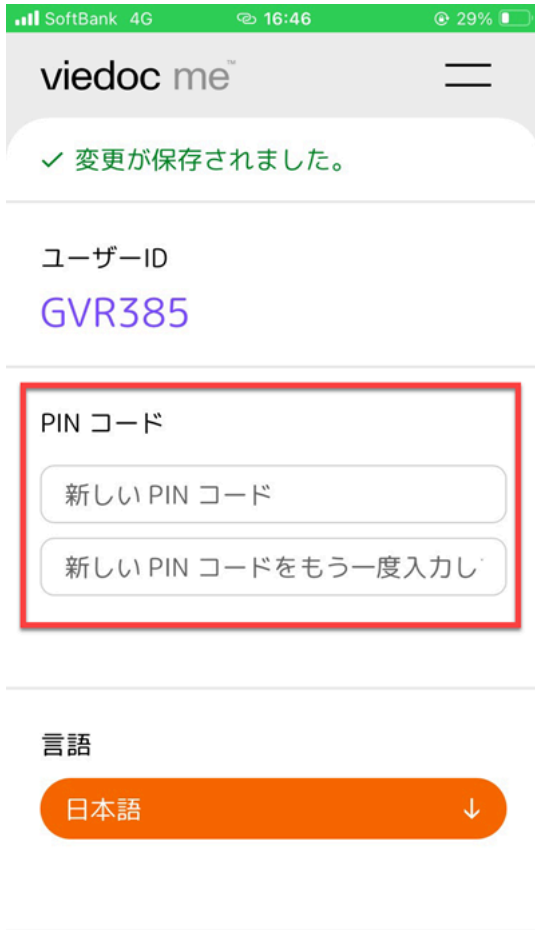 SoftBank 4G 16:46 29%
viedoc me™
✓ 変更が保存されました。
ユーザーID
GVR385
PIN コード
新しい PIN コード
新しい PIN コードをもう一度入力し
言語
日本語 ↓